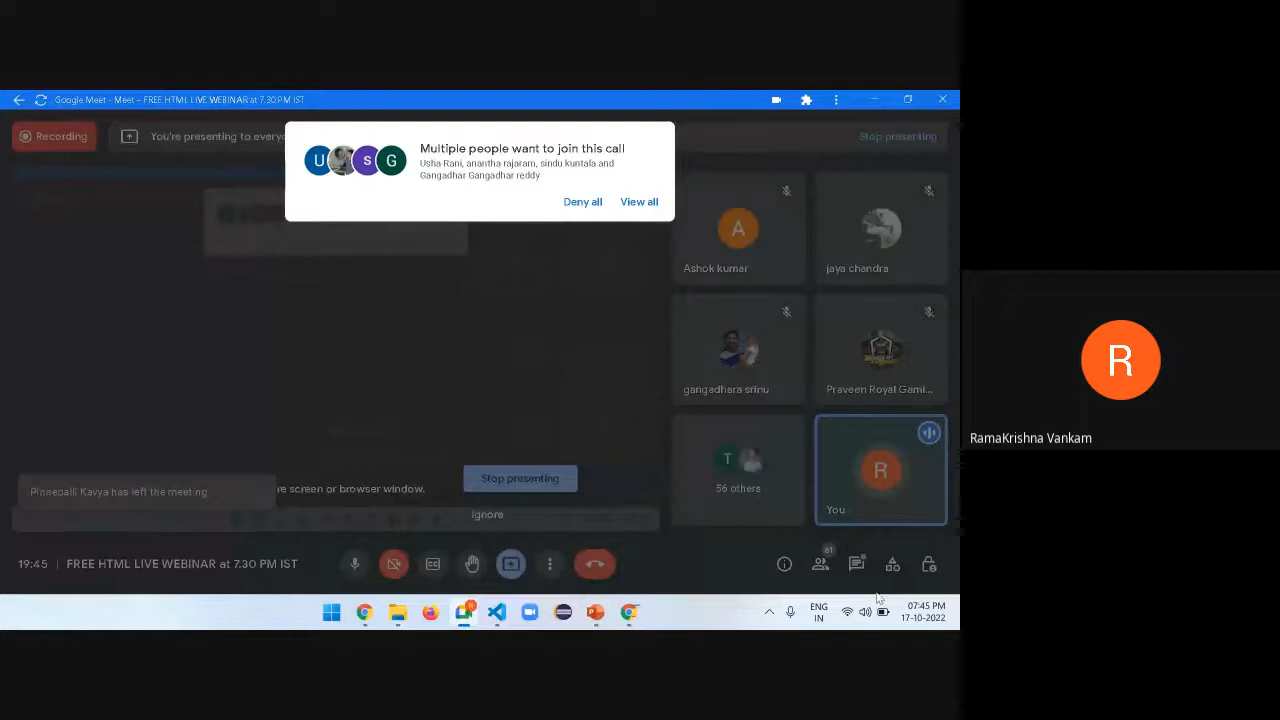 Google Meet - Meet – FREE HTML LIVE WEBINAR at 7.30 PM IST
Recording
You're presenting to everyo
Stop presenting
Multiple people want to join this call
Usha Rani, anantha rajaram, sindu kuntala and
Gangadhar Gangadhar reddy
U
S
G
Deny all
View all
A
Ashok kumar
jaya chandra
gangadhara srinu
Praveen Royal Gami...
T
56 others
R
You
Pinnepalli Kavya has left the meeting
re screen or browser window.
Stop presenting
Ignore
19:45 | FREE HTML LIVE WEBINAR at 7.30 PM IST
61
R
ENG
IN
07:45 PM
17-10-2022
R
RamaKrishna Vankam